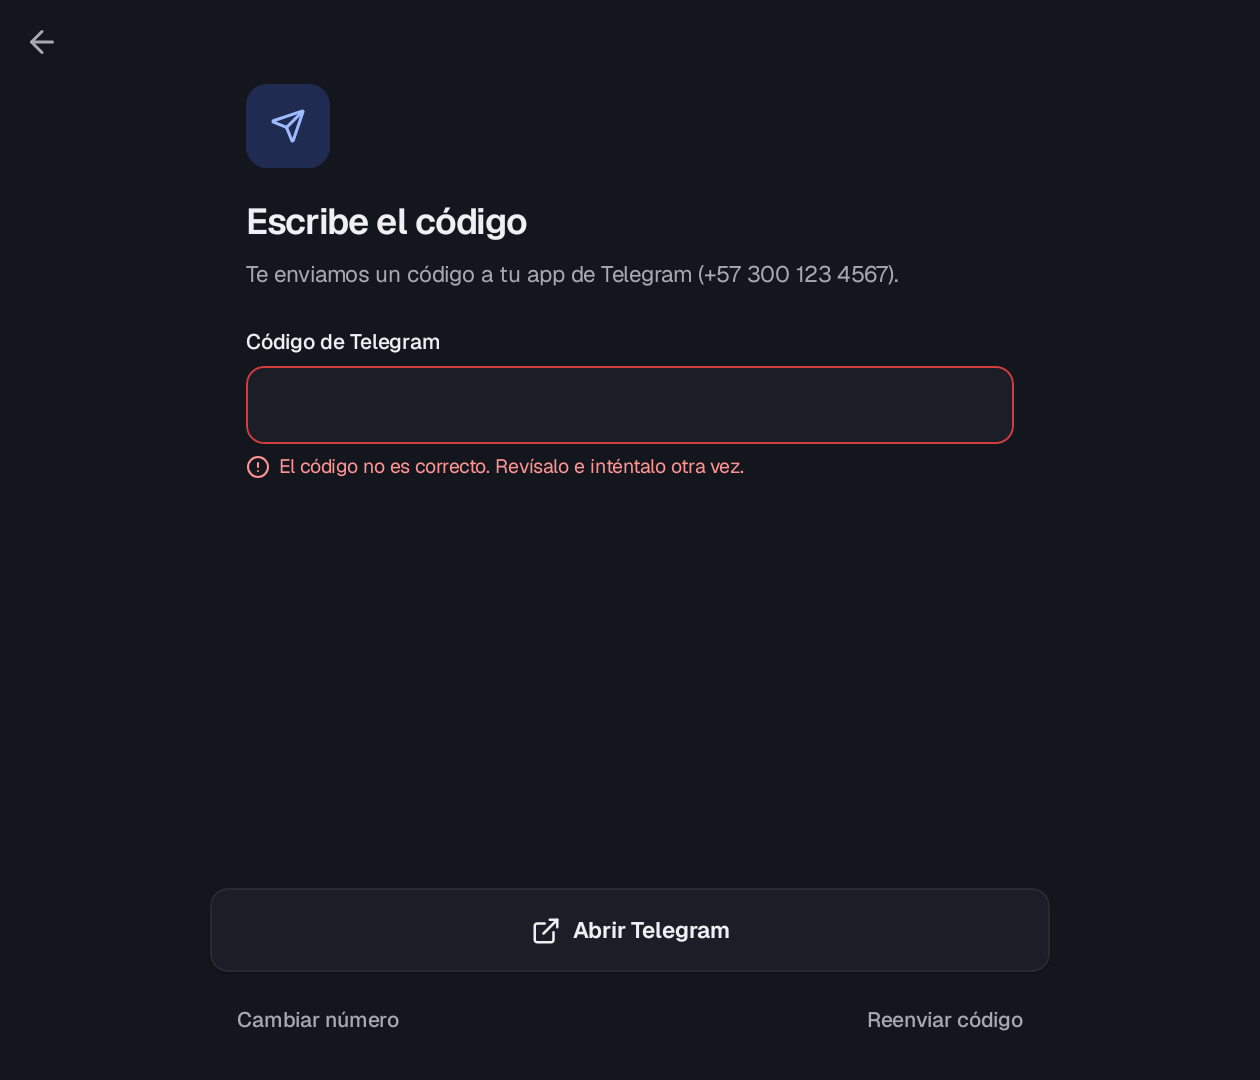 Escribe el código
Te enviamos un código a tu app de Telegram (+57 300 123 4567).
Código de Telegram
El código no es correcto. Revísalo e inténtalo otra vez.
Abrir Telegram
Cambiar número
Reenviar código